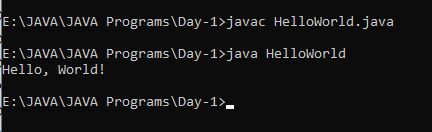 E:\JAVA\JAVA Programs\Day-1>javac HelloWorld.java
E:\JAVA\JAVA Programs\Day-1>java HelloWorld
Hello, World!
E:\JAVA\JAVA Programs\Day-1>